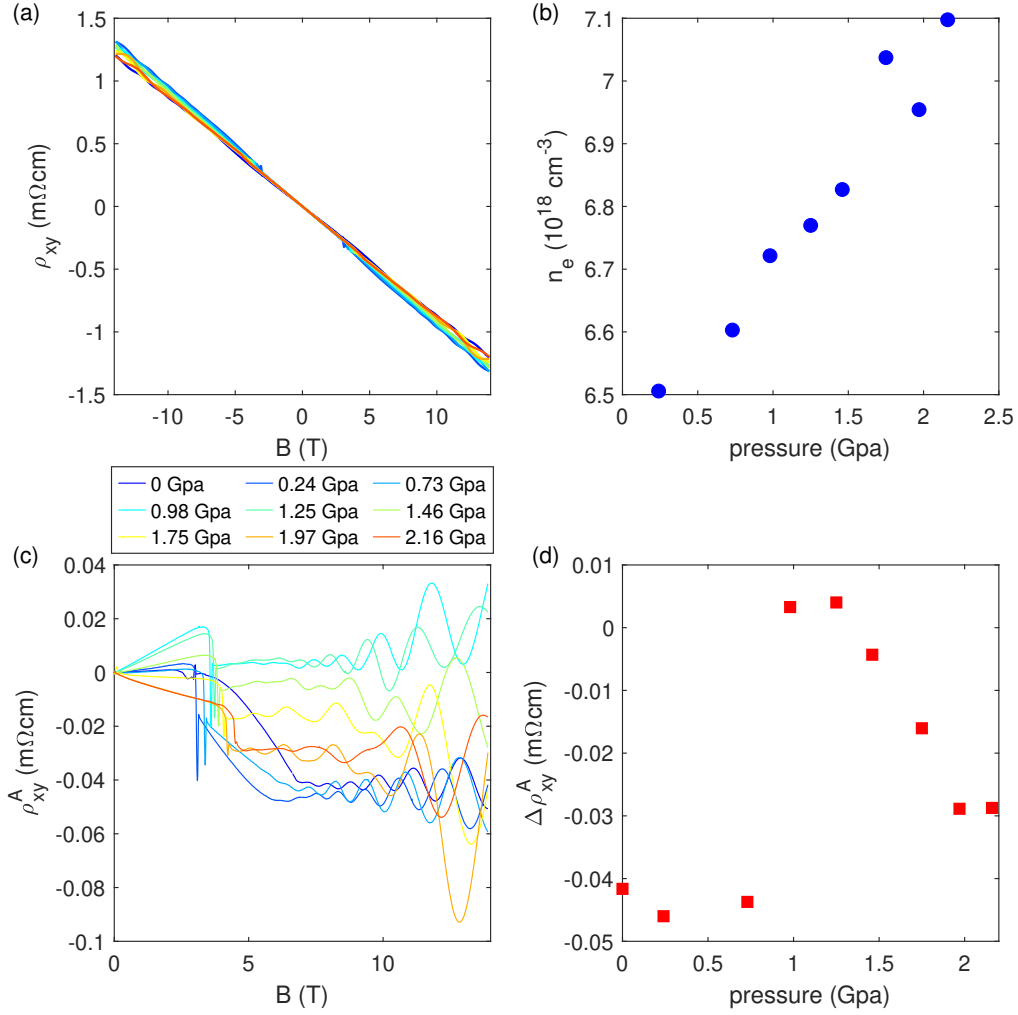 (a)
1.5
1
0.5
0
-0.5
-1
-1.5
-10 -5 0 5 10
B (T)
ρxy (mΩcm)
(b)
7.1
7
6.9
6.8
6.7
6.6
6.5
0 0.5 1 1.5 2 2.5
pressure (Gpa)
n_e (10^18 cm^-3)
0 Gpa 0.24 Gpa 0.73 Gpa
0.98 Gpa 1.25 Gpa 1.46 Gpa
1.75 Gpa 1.97 Gpa 2.16 Gpa
(c)
0.04
0.02
0
-0.02
-0.04
-0.06
-0.08
-0.1
0 5 10
B (T)
ρ^A_xy (mΩcm)
(d)
0.01
0
-0.01
-0.02
-0.03
-0.04
-0.05
0 0.5 1 1.5 2
pressure (Gpa)
Δρ^A_xy (mΩcm)